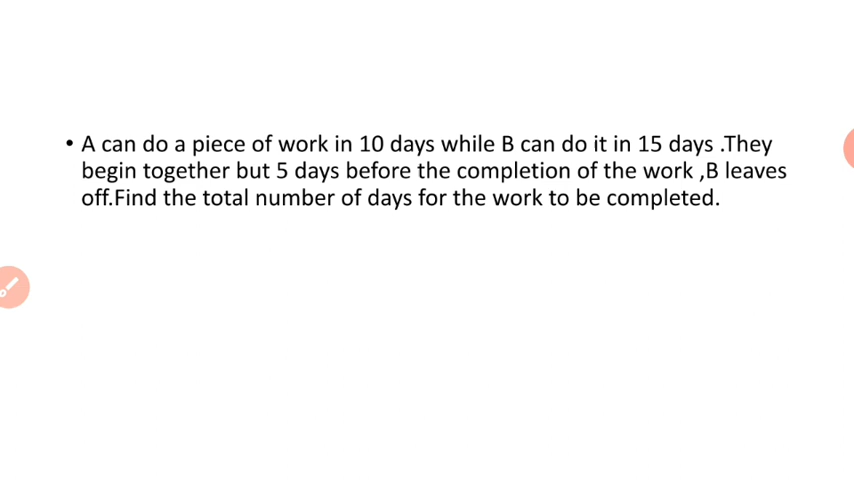 • A can do a piece of work in 10 days while B can do it in 15 days .They
begin together but 5 days before the completion of the work ,B leaves
off.Find the total number of days for the work to be completed.